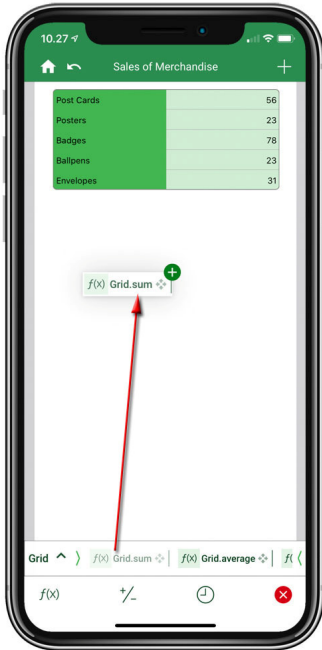 10.27
Sales of Merchandise
Post Cards 56
Posters 23
Badges 78
Ballpens 23
Envelopes 31
f(x) Grid.sum
Grid f(x) Grid.sum f(x) Grid.average f(
f(x) +/-